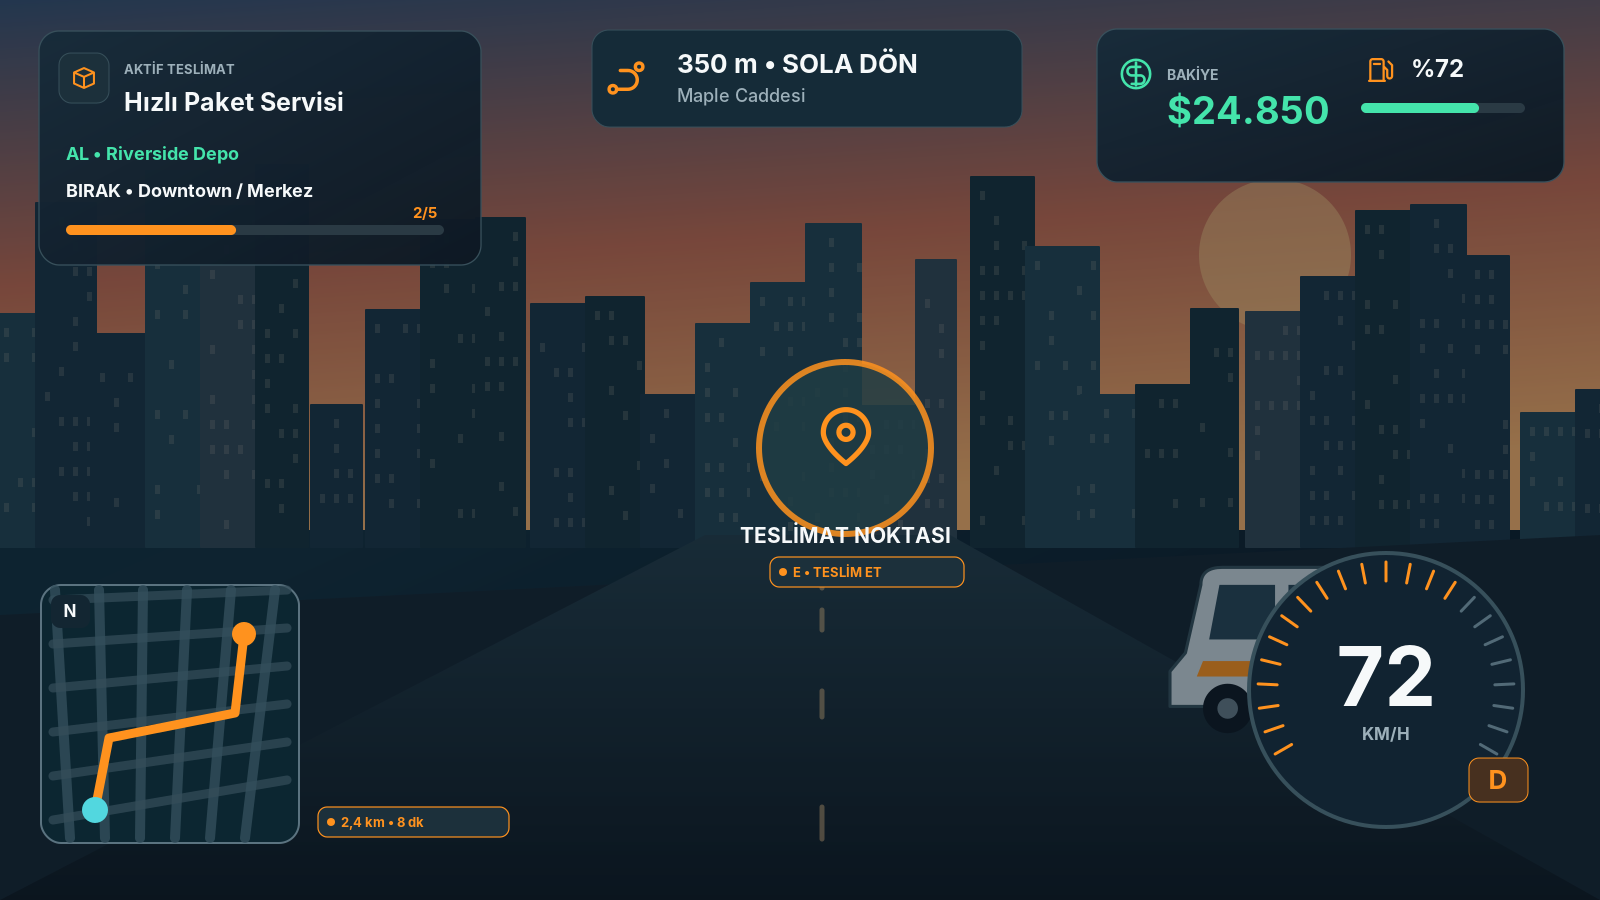 AKTİF TESLİMAT
Hızlı Paket Servisi
AL • Riverside Depo
BIRAK • Downtown / Merkez
2/5
350 m • SOLA DÖN
Maple Caddesi
BAKİYE
$24.850
%72
TESLİMAT NOKTASI
E • TESLİM ET
N
2,4 km • 8 dk
72
KM/H
D